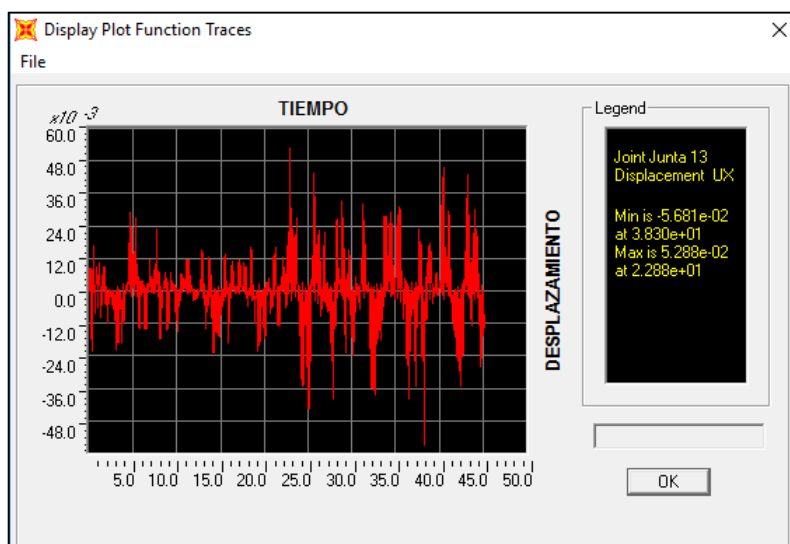 Display Plot Function Traces
File
TIEMPO
x10 -3
60.0
48.0
36.0
24.0
12.0
0.0
-12.0
-24.0
-36.0
-48.0
5.0 10.0 15.0 20.0 25.0 30.0 35.0 40.0 45.0 50.0
DESPLAZAMIENTO
Legend
Joint Junta 13
Displacement UX
Min is -5.681e-02
at 3.830e+01
Max is 5.288e-02
at 2.288e+01
OK